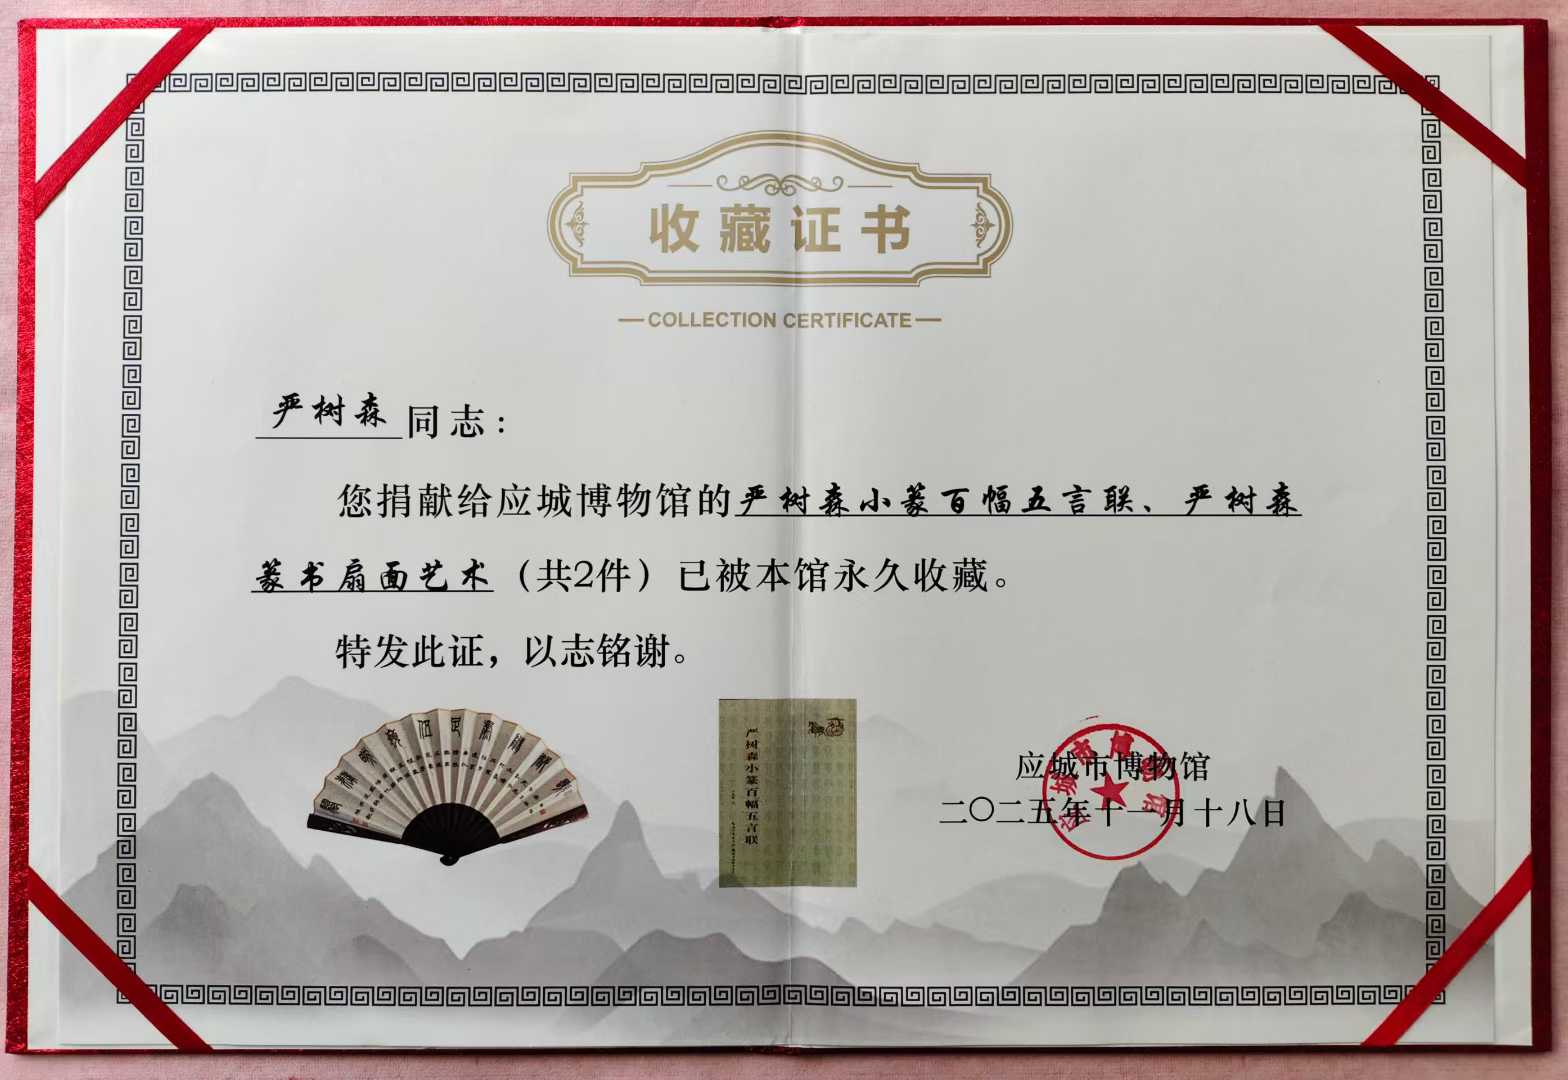 收藏证书
COLLECTION CERTIFICATE
严树森同志：
您捐献给应城博物馆的严树森小篆百幅五言联、严树森
篆书扇面艺术（共2件）已被本馆永久收藏。
特发此证，以志铭谢。
严树森小篆百幅五言联
应城市博物馆
二〇二五年十一月十八日